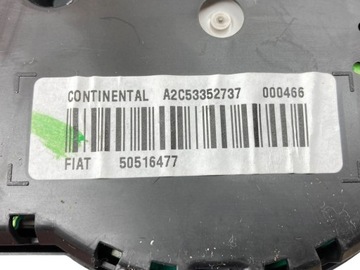 CONTINENTAL A2C53352737 000466
FIAT 50516477